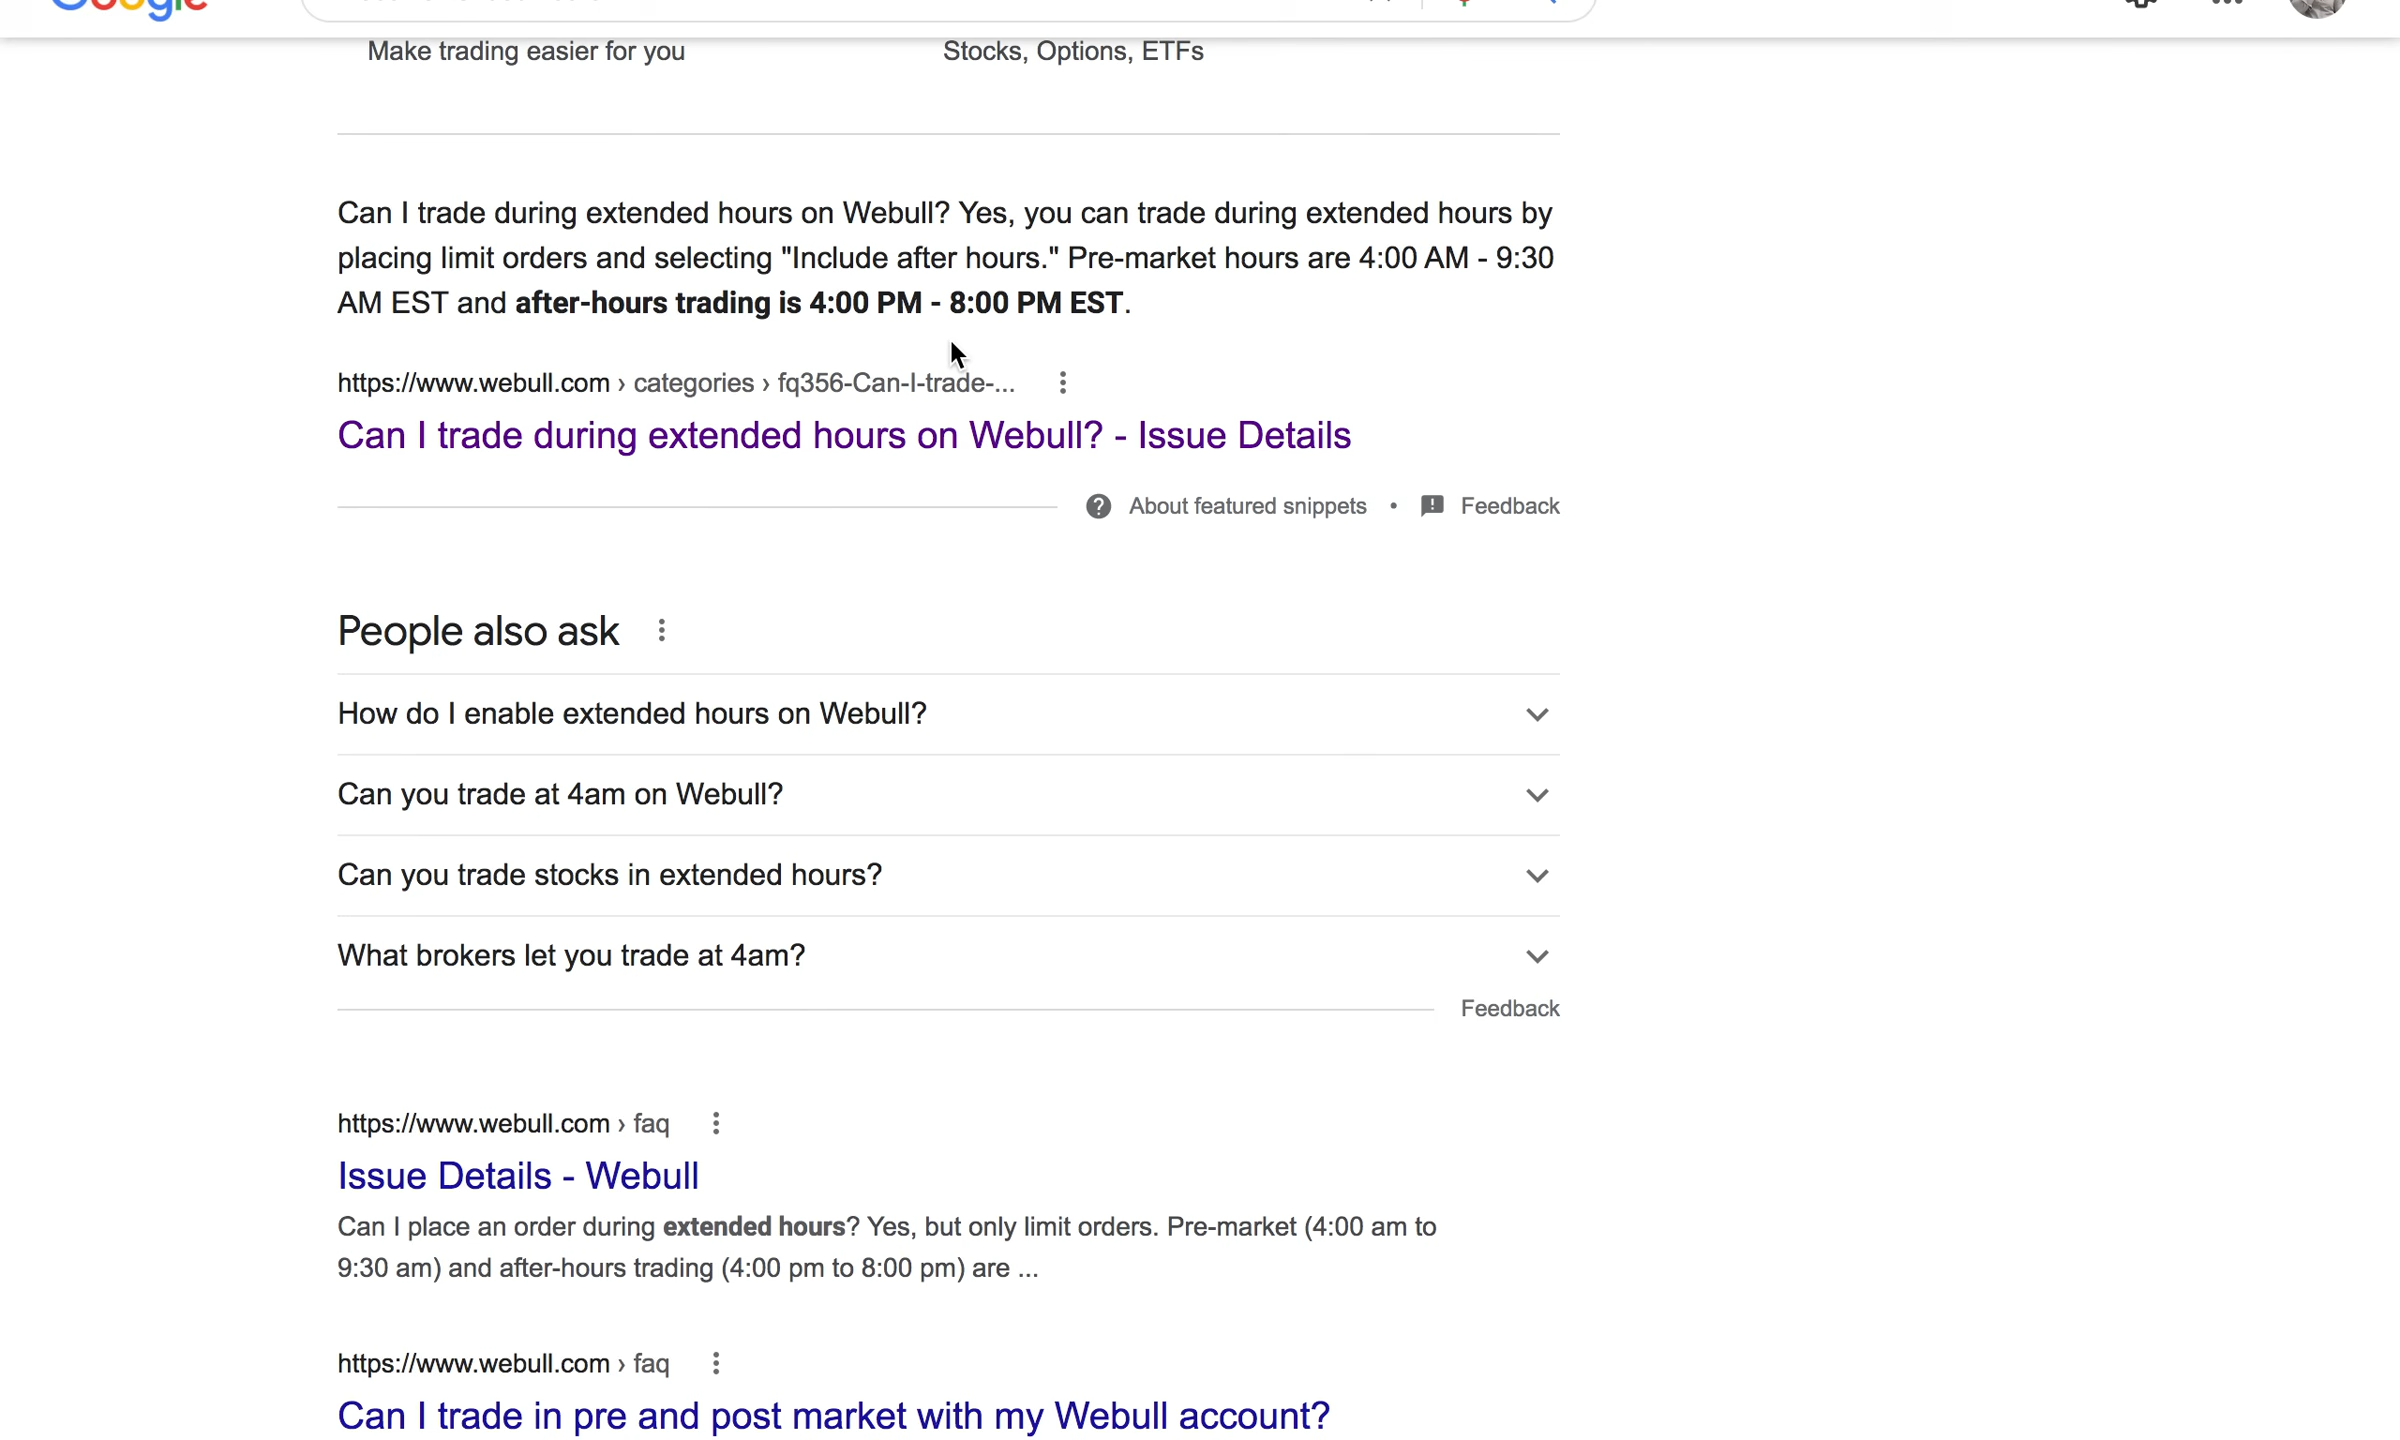 Google
Make trading easier for you
Stocks, Options, ETFs
Can I trade during extended hours on Webull? Yes, you can trade during extended hours by
placing limit orders and selecting "Include after hours." Pre-market hours are 4:00 AM - 9:30
AM EST and after-hours trading is 4:00 PM - 8:00 PM EST.
https://www.webull.com › categories › fq356-Can-I-trade-...
Can I trade during extended hours on Webull? - Issue Details
About featured snippets • Feedback
People also ask
How do I enable extended hours on Webull?
Can you trade at 4am on Webull?
Can you trade stocks in extended hours?
What brokers let you trade at 4am?
Feedback
https://www.webull.com › faq
Issue Details - Webull
Can I place an order during extended hours? Yes, but only limit orders. Pre-market (4:00 am to
9:30 am) and after-hours trading (4:00 pm to 8:00 pm) are ...
https://www.webull.com › faq
Can I trade in pre and post market with my Webull account?